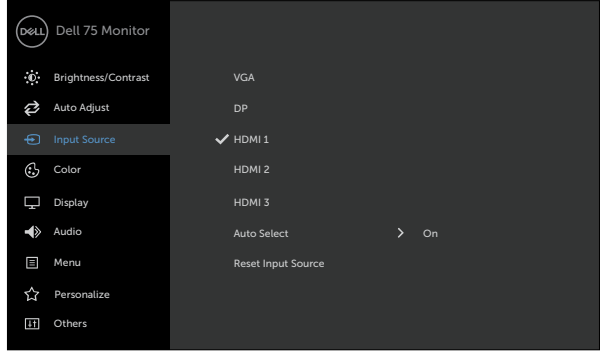 DELL Dell 75 Monitor
Brightness/Contrast
VGA
Auto Adjust
DP
Input Source
HDMI 1
Color
HDMI 2
Display
HDMI 3
Audio
Auto Select On
Menu
Reset Input Source
Personalize
Others